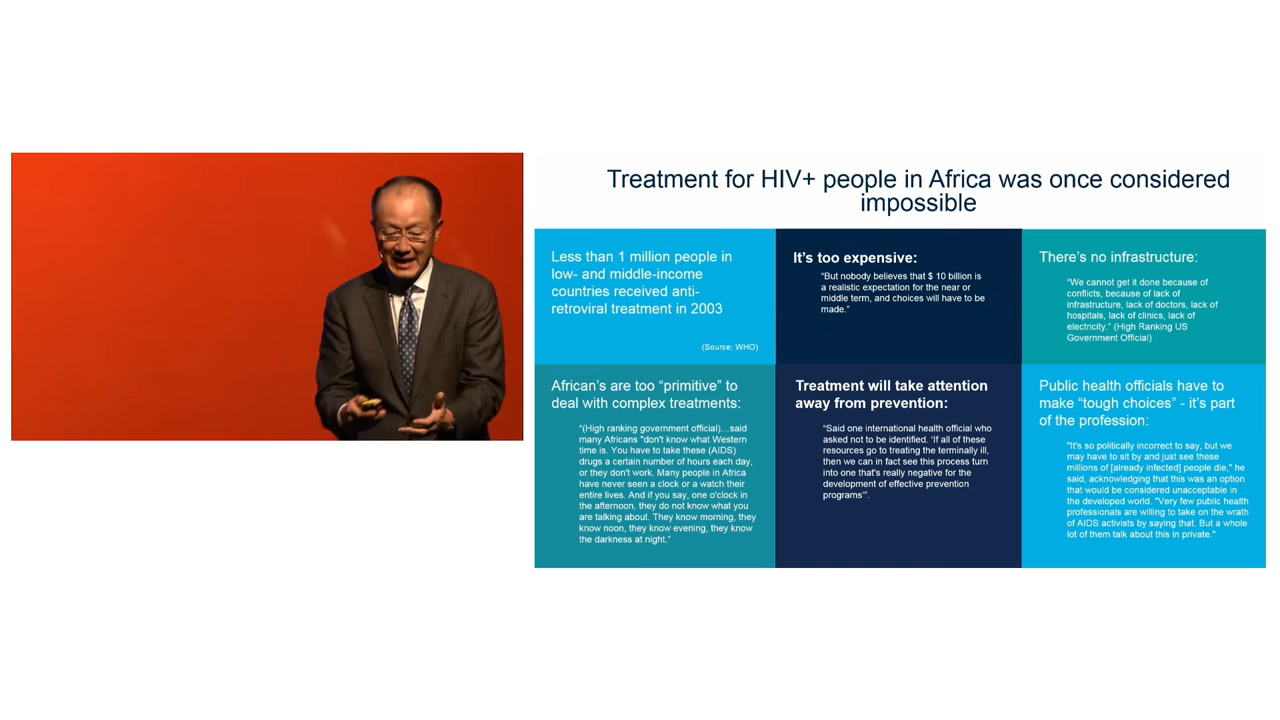 Treatment for HIV+ people in Africa was once considered
impossible
Less than 1 million people in
low- and middle-income
countries received anti-
retroviral treatment in 2003
(Source: WHO)
It's too expensive:
"But nobody believes that $ 10 billion is
a realistic expectation for the near or
middle term, and choices will have to be
made."
There's no infrastructure:
"We cannot get it done because of
conflicts, because of lack of
infrastructure, lack of doctors, lack of
hospitals, lack of clinics, lack of
electricity." (High Ranking US
Government Official)
African's are too "primitive" to
deal with complex treatments:
"(High ranking government official)…said
many Africans "don't know what Western
time is. You have to take these (AIDS)
drugs a certain number of hours each day,
or they don't work. Many people in Africa
have never seen a clock or a watch their
entire lives. And if you say, one o'clock in
the afternoon, they do not know what you
are talking about. They know morning, they
know noon, they know evening, they know
the darkness at night."
Treatment will take attention
away from prevention:
"Said one international health official who
asked not to be identified. 'If all of these
resources go to treating the terminally ill,
then we can in fact see this process turn
into one that's really negative for the
development of effective prevention
programs'".
Public health officials have to
make "tough choices" - it's part
of the profession:
"It's so politically incorrect to say, but we
may have to sit by and just see these
millions of [already infected] people die," he
said, acknowledging that this was an option
that would be considered unacceptable in
the developed world. "Very few public health
professionals are willing to take on the wrath
of AIDS activists by saying that. But a whole
lot of them talk about this in private."